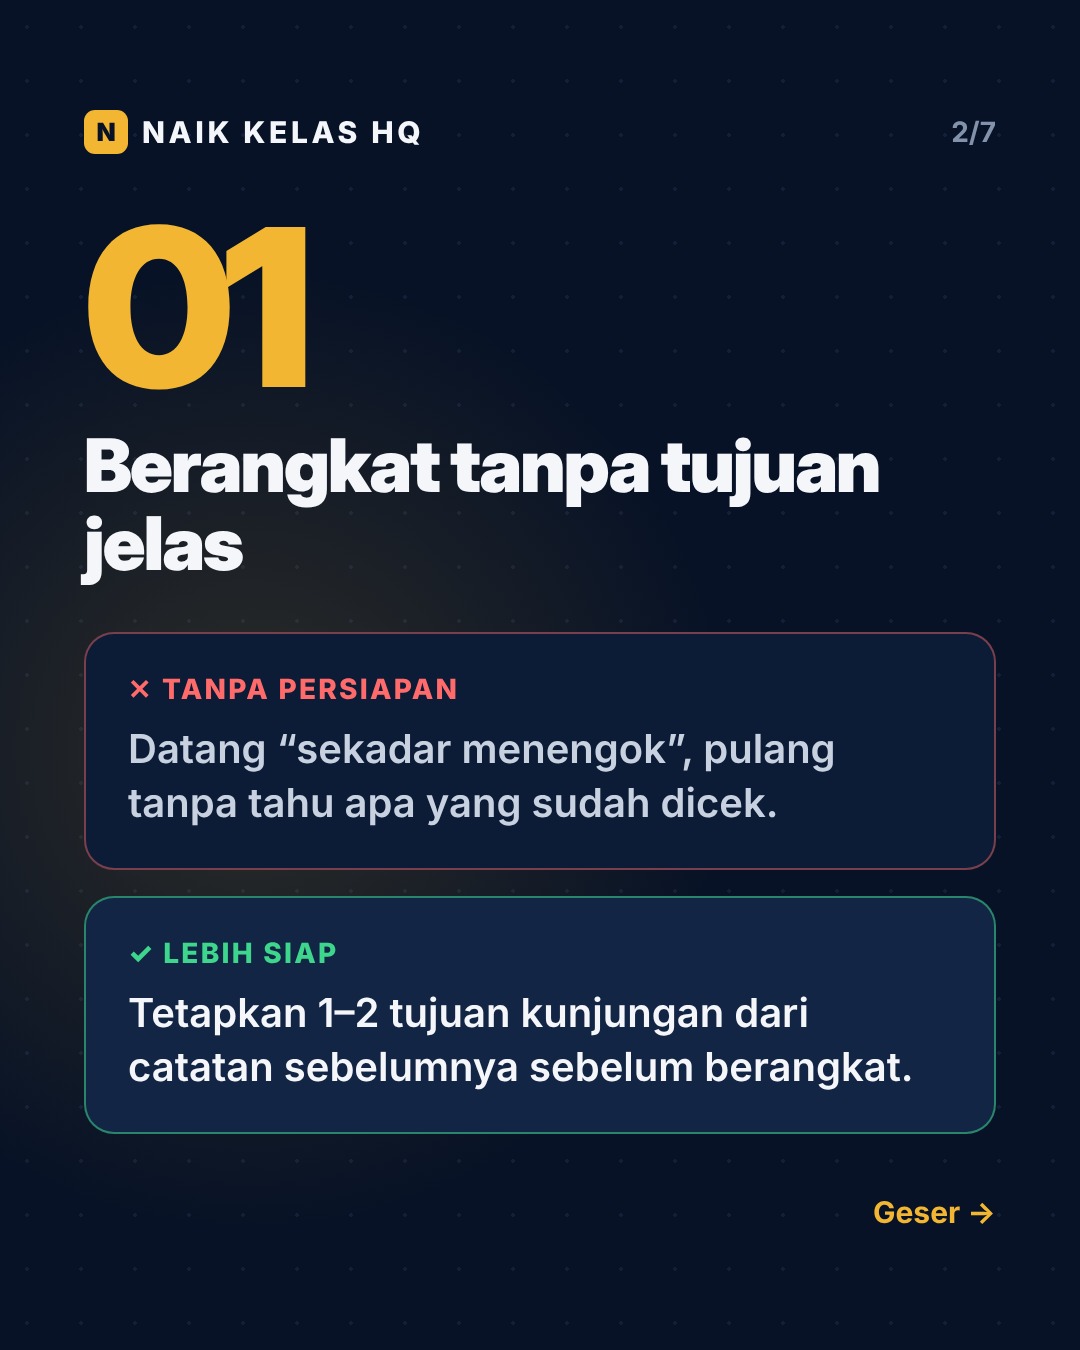 N NAIK KELAS HQ
2/7
01
Berangkat tanpa tujuan
jelas
✕ TANPA PERSIAPAN
Datang “sekadar menengok”, pulang
tanpa tahu apa yang sudah dicek.
✓ LEBIH SIAP
Tetapkan 1–2 tujuan kunjungan dari
catatan sebelumnya sebelum berangkat.
Geser →